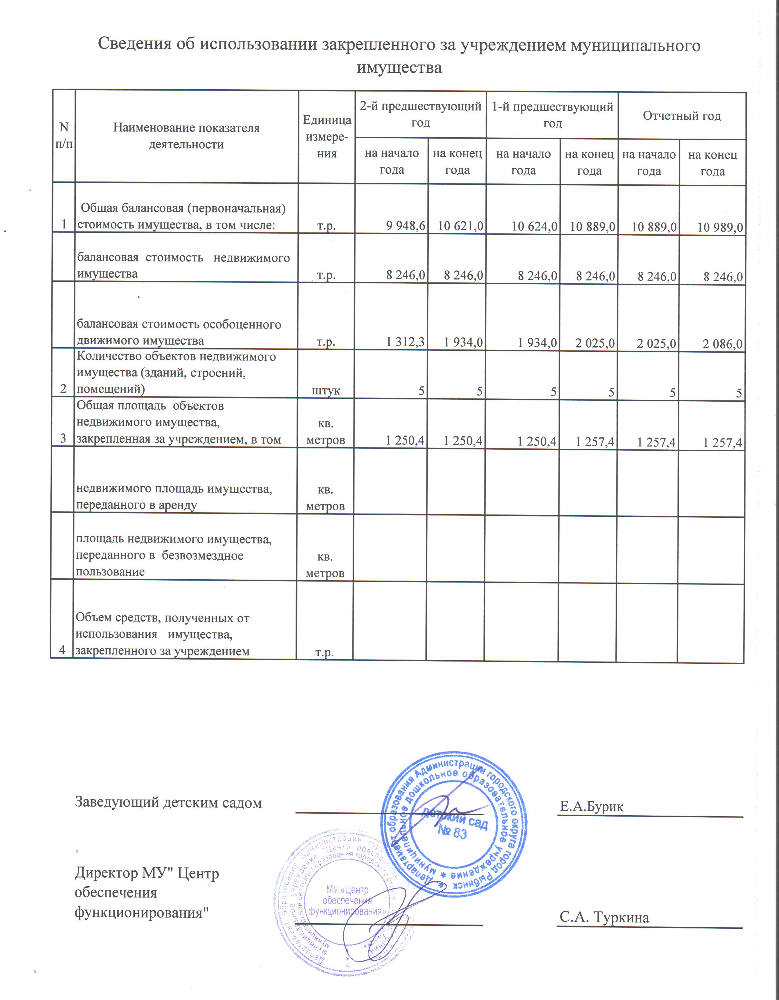 Сведения об использовании закрепленного за учреждением муниципального
имущества
N п/п
Наименование показателя деятельности
Единица измере-ния
2-й предшествующий год
1-й предшествующий год
Отчетный год
на начало года
на конец года
на начало года
на конец года
на начало года
на конец года
Общая балансовая (первоначальная)
1 стоимость имущества, в том числе: т.р. 9 948,6 10 621,0 10 624,0 10 889,0 10 889,0 10 989,0
балансовая стоимость недвижимого
имущества т.р. 8 246,0 8 246,0 8 246,0 8 246,0 8 246,0 8 246,0
балансовая стоимость особоценного
движимого имущества т.р. 1 312,3 1 934,0 1 934,0 2 025,0 2 025,0 2 086,0
Количество объектов недвижимого
имущества (зданий, строений,
2 помещений) штук 5 5 5 5 5 5
Общая площадь объектов
недвижимого имущества, кв.
3 закрепленная за учреждением, в том метров 1 250,4 1 250,4 1 250,4 1 257,4 1 257,4 1 257,4
недвижимого площадь имущества, кв.
переданного в аренду метров
площадь недвижимого имущества,
переданного в безвозмездное кв.
пользование метров
Объем средств, полученных от
использования имущества,
4 закрепленного за учреждением т.р.
Заведующий детским садом
Е.А.Бурик
Департамент образования Администрации городского округа город Рыбинск *
муниципальное дошкольное образовательное учреждение *
детский сад
№ 83
Директор МУ" Центр
обеспечения
функционирования"
С.А. Туркина
Департамент образования Администрации
муниципальное учреждение "Центр обеспечения
муниципальной системы образования городского округа
МУ «Центр
обеспечения
функционирования»
* * *